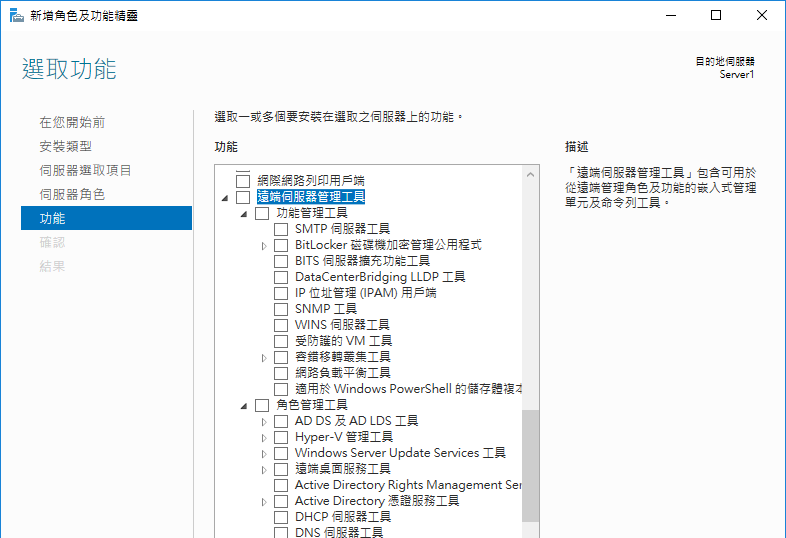 新增角色及功能精靈
選取功能
目的地伺服器
Server1
在您開始前
安裝類型
伺服器選取項目
伺服器角色
功能
確認
結果
選取一或多個要安裝在選取之伺服器上的功能。
功能
網際網路列印用戶端
遠端伺服器管理工具
功能管理工具
SMTP 伺服器工具
BitLocker 磁碟機加密管理公用程式
BITS 伺服器擴充功能工具
DataCenterBridging LLDP 工具
IP 位址管理 (IPAM) 用戶端
SNMP 工具
WINS 伺服器工具
受防護的 VM 工具
容錯移轉叢集工具
網路負載平衡工具
適用於 Windows PowerShell 的儲存體複本
角色管理工具
AD DS 及 AD LDS 工具
Hyper-V 管理工具
Windows Server Update Services 工具
遠端桌面服務工具
Active Directory Rights Management Ser
Active Directory 憑證服務工具
DHCP 伺服器工具
DNS 伺服器工具
描述
「遠端伺服器管理工具」包含可用於
從遠端管理角色及功能的嵌入式管理
單元及命令列工具。